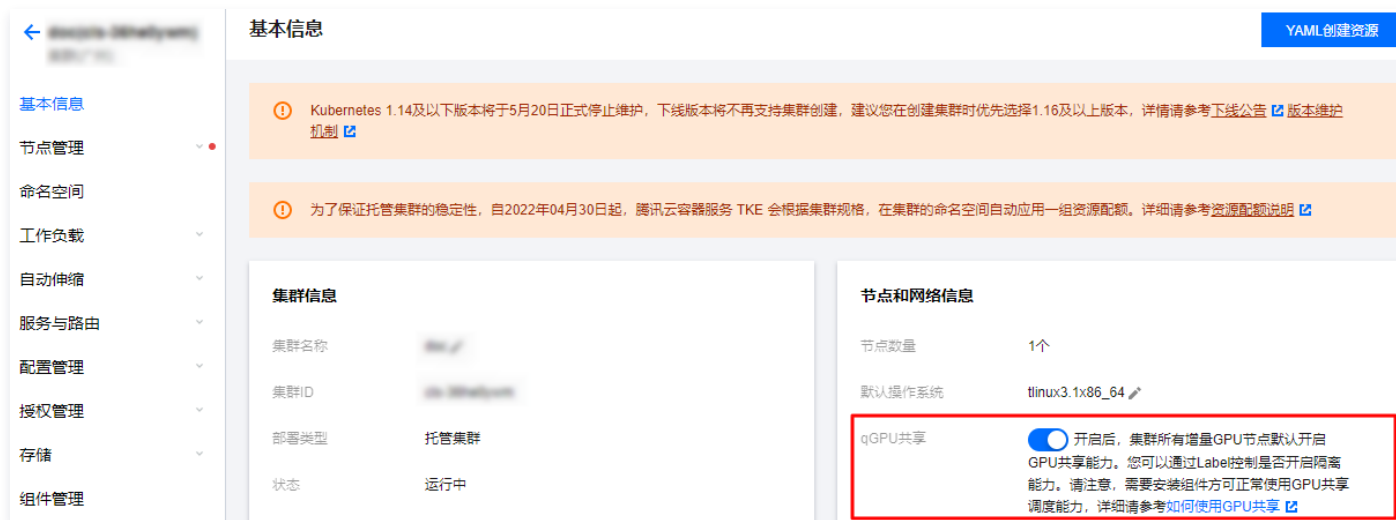 基本信息
YAML创建资源
基本信息
节点管理
命名空间
工作负载
自动伸缩
服务与路由
配置管理
授权管理
存储
组件管理
Kubernetes 1.14及以下版本将于5月20日正式停止维护，下线版本将不再支持集群创建，建议您在创建集群时优先选择1.16及以上版本，详情请参考下线公告 版本维护
机制
为了保证托管集群的稳定性，自2022年04月30日起，腾讯云容器服务 TKE 会根据集群规格，在集群的命名空间自动应用一组资源配额。详细请参考资源配额说明
集群信息
集群名称
集群ID
部署类型 托管集群
状态 运行中
节点和网络信息
节点数量 1个
默认操作系统 tlinux3.1x86_64
qGPU共享 开启后，集群所有增量GPU节点默认开启
GPU共享能力。您可以通过Label控制是否开启隔离
能力。请注意，需要安装组件方可正常使用GPU共享
调度能力，详细请参考如何使用GPU共享